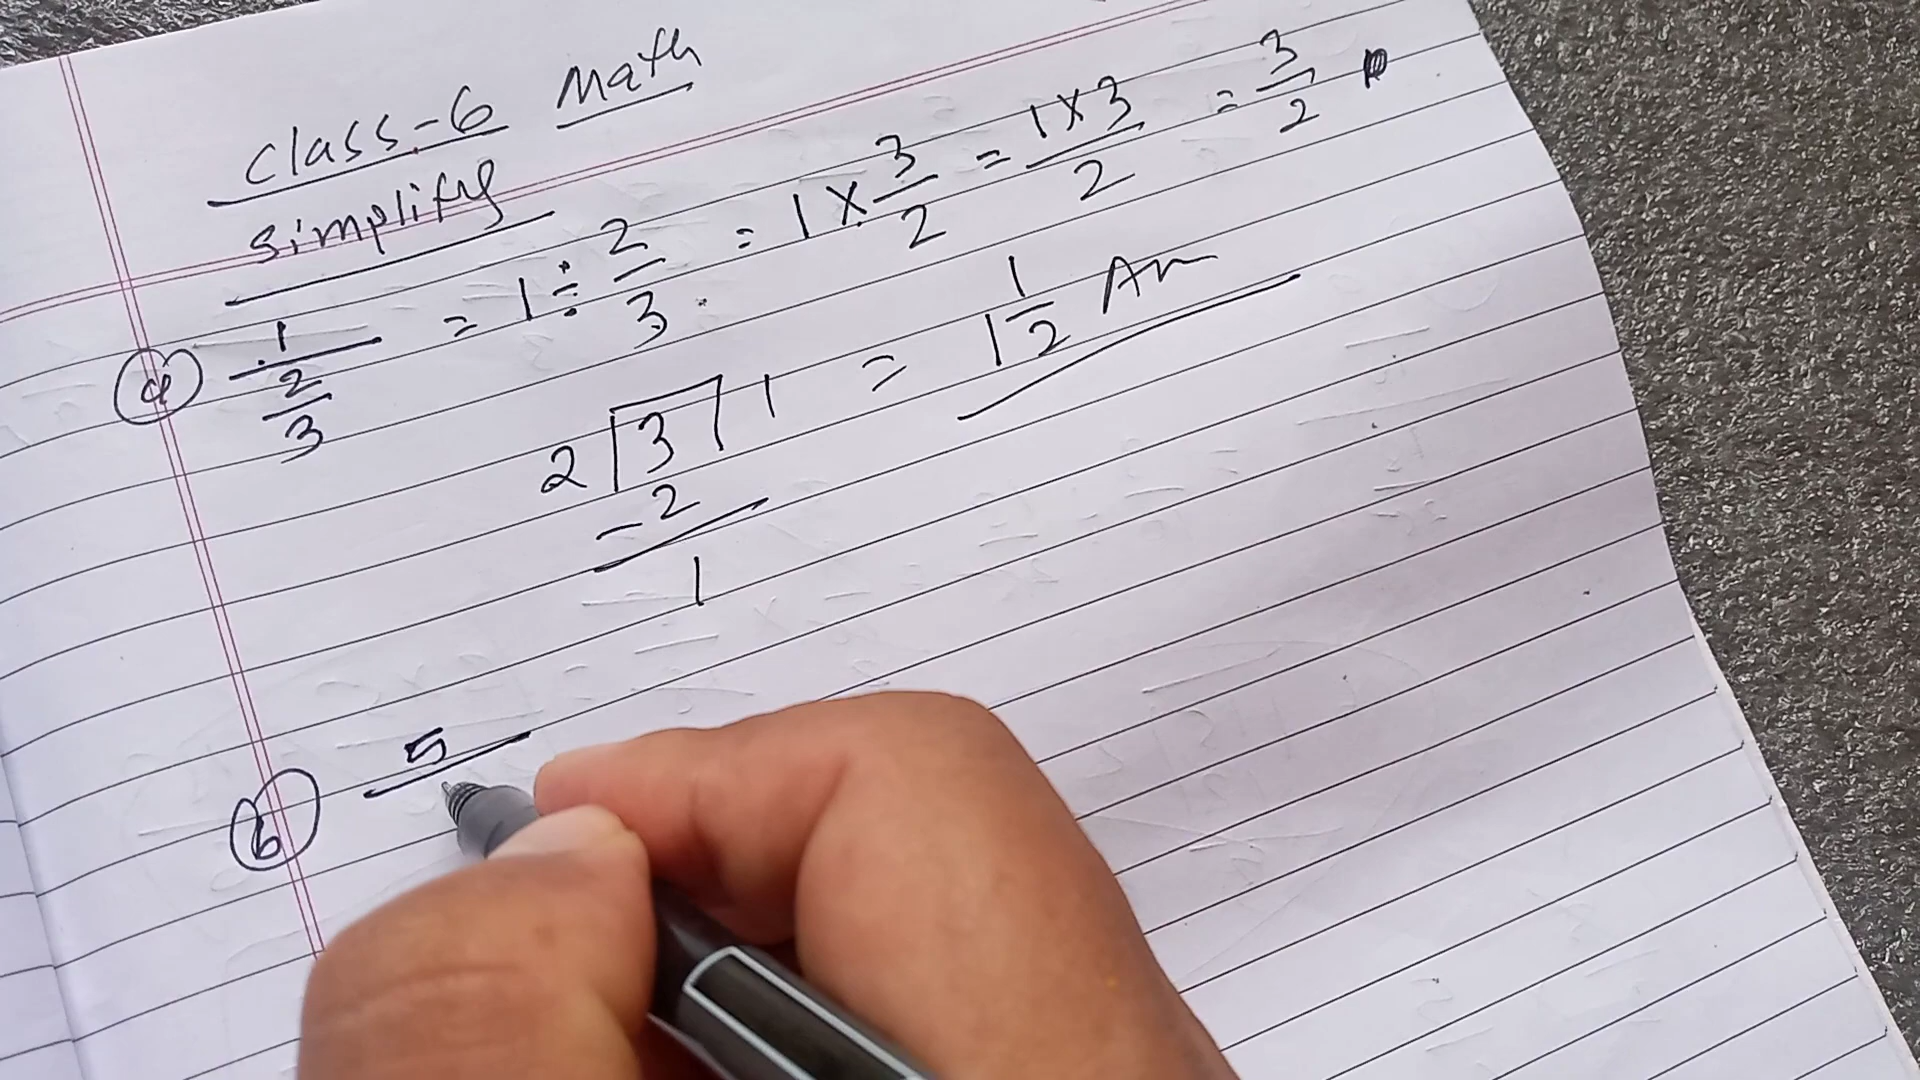 class-6 Math
simplify
(a) 1/(2/3) = 1 ÷ 2/3 = 1 × 3/2 = 1×3/2 = 3/2
2 | 3 | 1 = 1 1/2 An
- 2
1
(b) 5